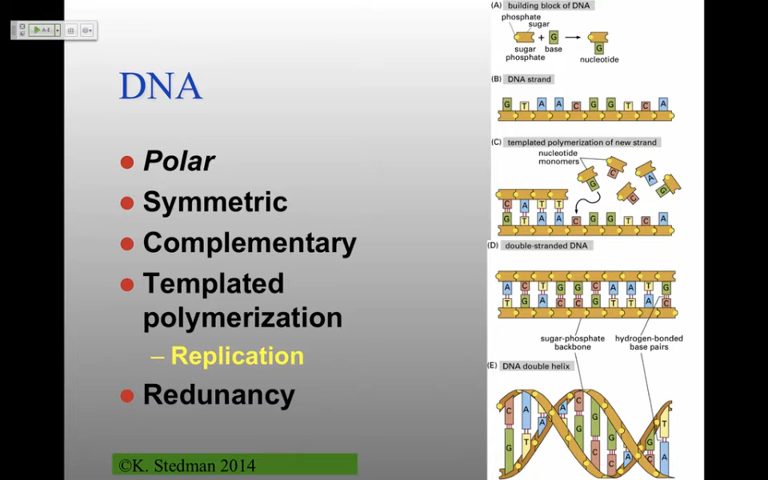 DNA
Polar
Symmetric
Complementary
Templated
polymerization
– Replication
Redunancy
©K. Stedman 2014
(A) building block of DNA
phosphate
sugar
+ G
sugar
phosphate
base
G
nucleotide
(B) DNA strand
G T A A C G G T C A
(C) templated polymerization of new strand
nucleotide
monomers
C A G C
G C
C A T T
G T A A C G G T C A
(D) double-stranded DNA
A C T G G C A A T G
T G A C C G T T A C
sugar-phosphate
backbone
hydrogen-bonded
base pairs
(E) DNA double helix
C A A A C G G G T
G T G C C A C A